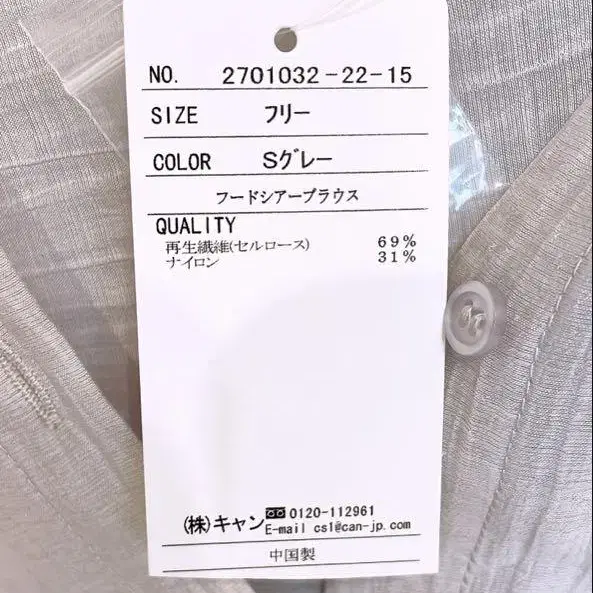 NO. 2701032-22-15
SIZE フリー
COLOR Sグレー
フードシアーブラウス
QUALITY
再生繊維(セルロース) 69%
ナイロン 31%
(株)キャン 0120-112961
E-mail cs1@can-jp.com
中国製